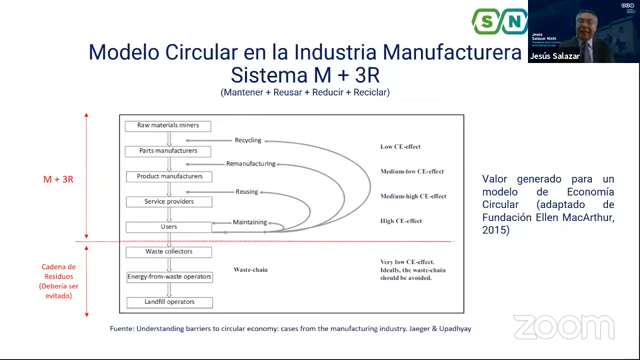 S N
Jesús
Salazar Nishi
Jesús Salazar
Modelo Circular en la Industria Manufacturera
Sistema M + 3R
(Mantener + Reusar + Reducir + Reciclar)
M + 3R
Cadena de
Residuos
(Debería ser
evitado)
Raw materials miners
Parts manufacturers
Product manufacturers
Service providers
Users
Waste collectors
Energy-from-waste operators
Landfill operators
Recycling
Remanufacturing
Reusing
Maintaining
Waste-chain
Low CE-effect
Medium-low CE-effect
Medium-high CE-effect
High CE-effect
Very low CE-effect.
Ideally, the waste-chain
should be avoided.
Valor generado para un
modelo de Economía
Circular (adaptado de
Fundación Ellen MacArthur,
2015)
Fuente: Understanding barriers to circular economy: cases from the manufacturing industry. Jaeger & Upadhyay
zoom